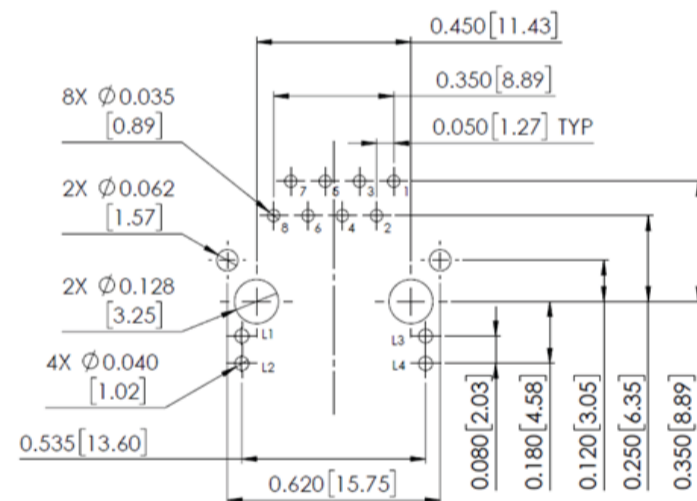 0.450[11.43]
0.350[8.89]
8X Ø0.035
[0.89]
0.050[1.27] TYP
7 5 3 1
8 6 4 2
2X Ø0.062
[1.57]
2X Ø0.128
[3.25]
L1 L3
L2 L4
4X Ø0.040
[1.02]
0.535[13.60]
0.620[15.75]
0.080[2.03]
0.180[4.58]
0.120[3.05]
0.250[6.35]
0.350[8.89]